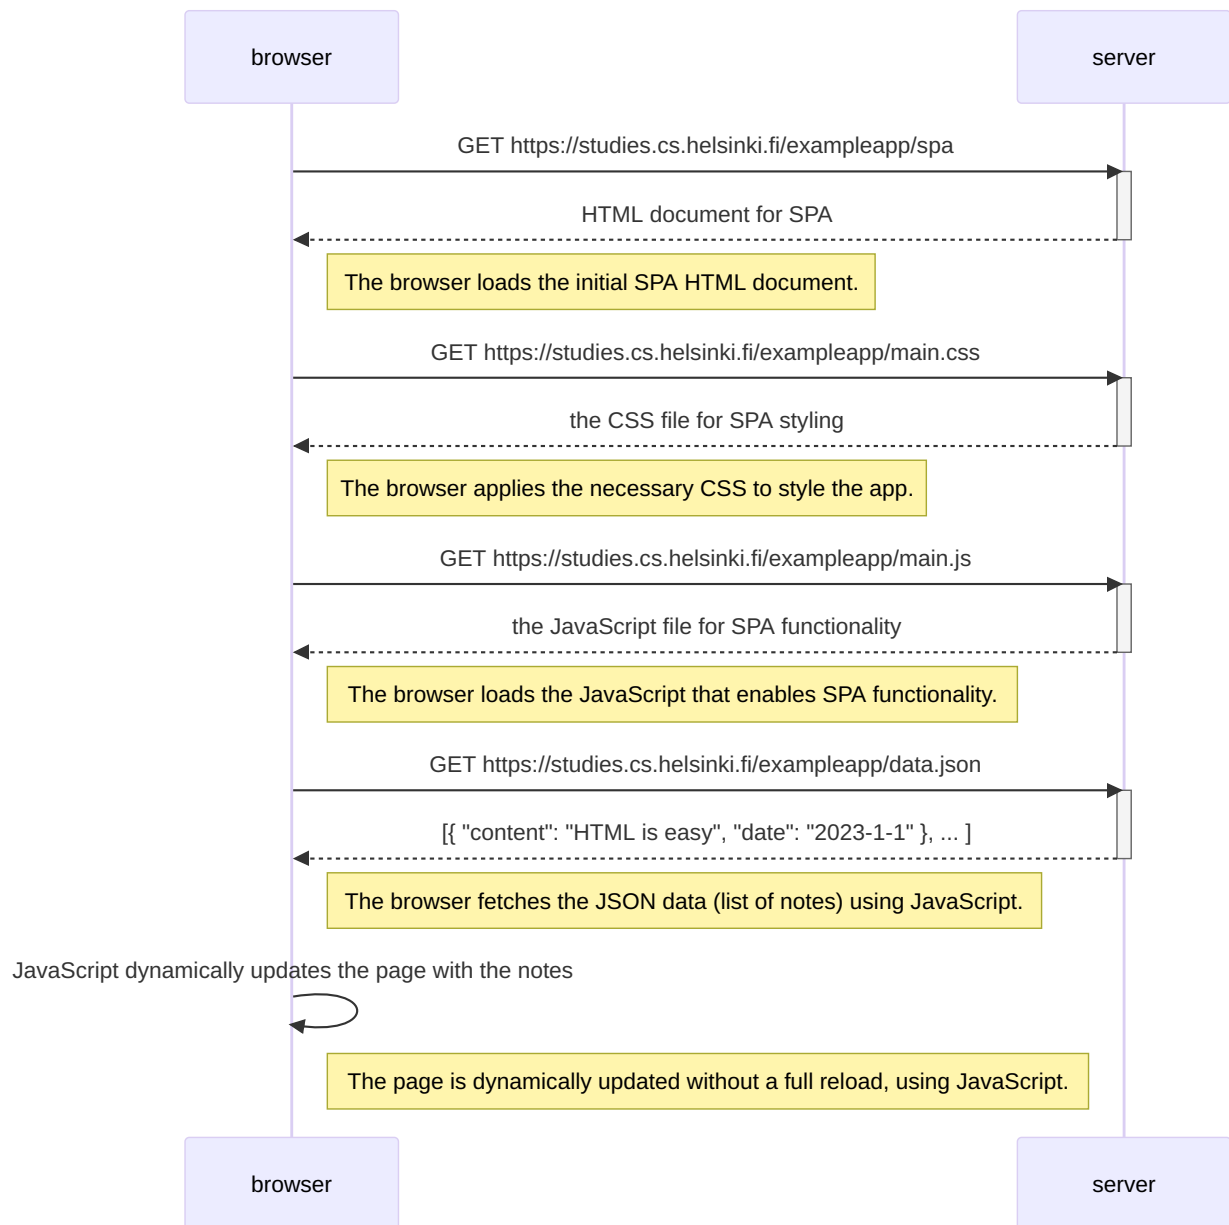 browser
server
GET https://studies.cs.helsinki.fi/exampleapp/spa
HTML document for SPA
The browser loads the initial SPA HTML document.
GET https://studies.cs.helsinki.fi/exampleapp/main.css
the CSS file for SPA styling
The browser applies the necessary CSS to style the app.
GET https://studies.cs.helsinki.fi/exampleapp/main.js
the JavaScript file for SPA functionality
The browser loads the JavaScript that enables SPA functionality.
GET https://studies.cs.helsinki.fi/exampleapp/data.json
[{ "content": "HTML is easy", "date": "2023-1-1" }, ... ]
The browser fetches the JSON data (list of notes) using JavaScript.
JavaScript dynamically updates the page with the notes
The page is dynamically updated without a full reload, using JavaScript.
browser
server